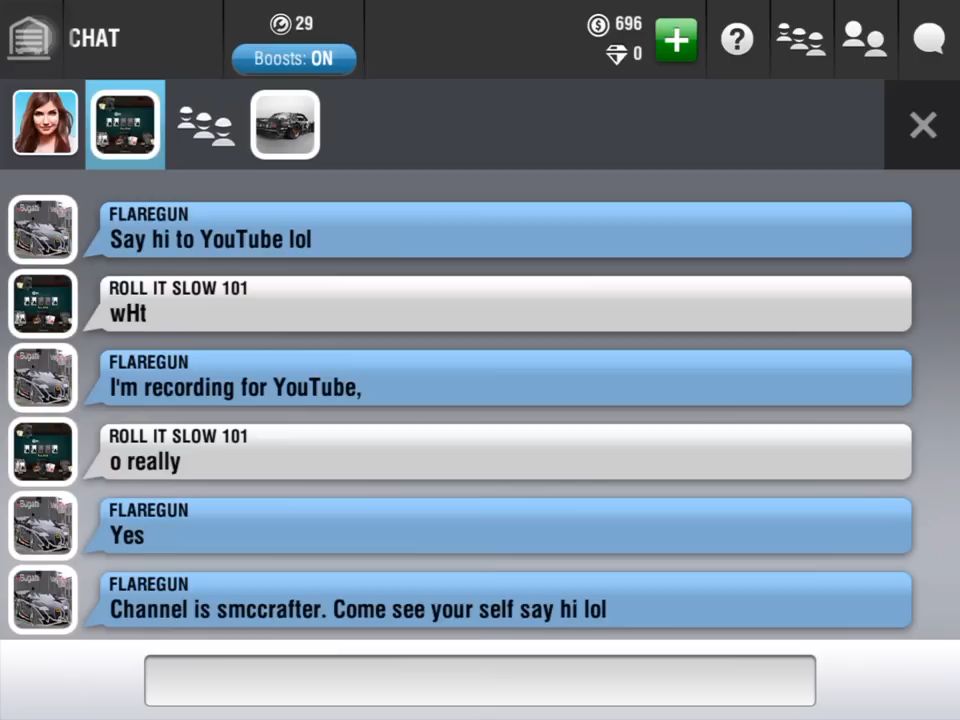 CHAT
29
Boosts: ON
696
0
?
FLAREGUN
Say hi to YouTube lol
ROLL IT SLOW 101
wHt
FLAREGUN
I'm recording for YouTube,
ROLL IT SLOW 101
o really
FLAREGUN
Yes
FLAREGUN
Channel is smccrafter. Come see your self say hi lol